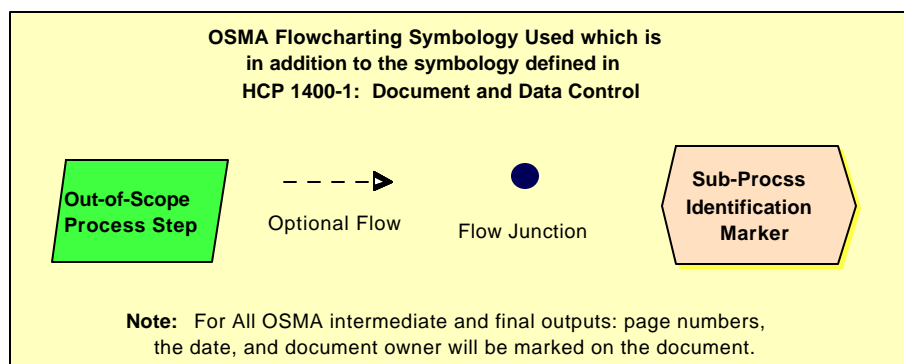 OSMA Flowcharting Symbology Used which is
in addition to the symbology defined in
HCP 1400-1: Document and Data Control
Out-of-Scope
Process Step
Optional Flow
Flow Junction
Sub-Procss
Identification
Marker
Note: For All OSMA intermediate and final outputs: page numbers,
the date, and document owner will be marked on the document.